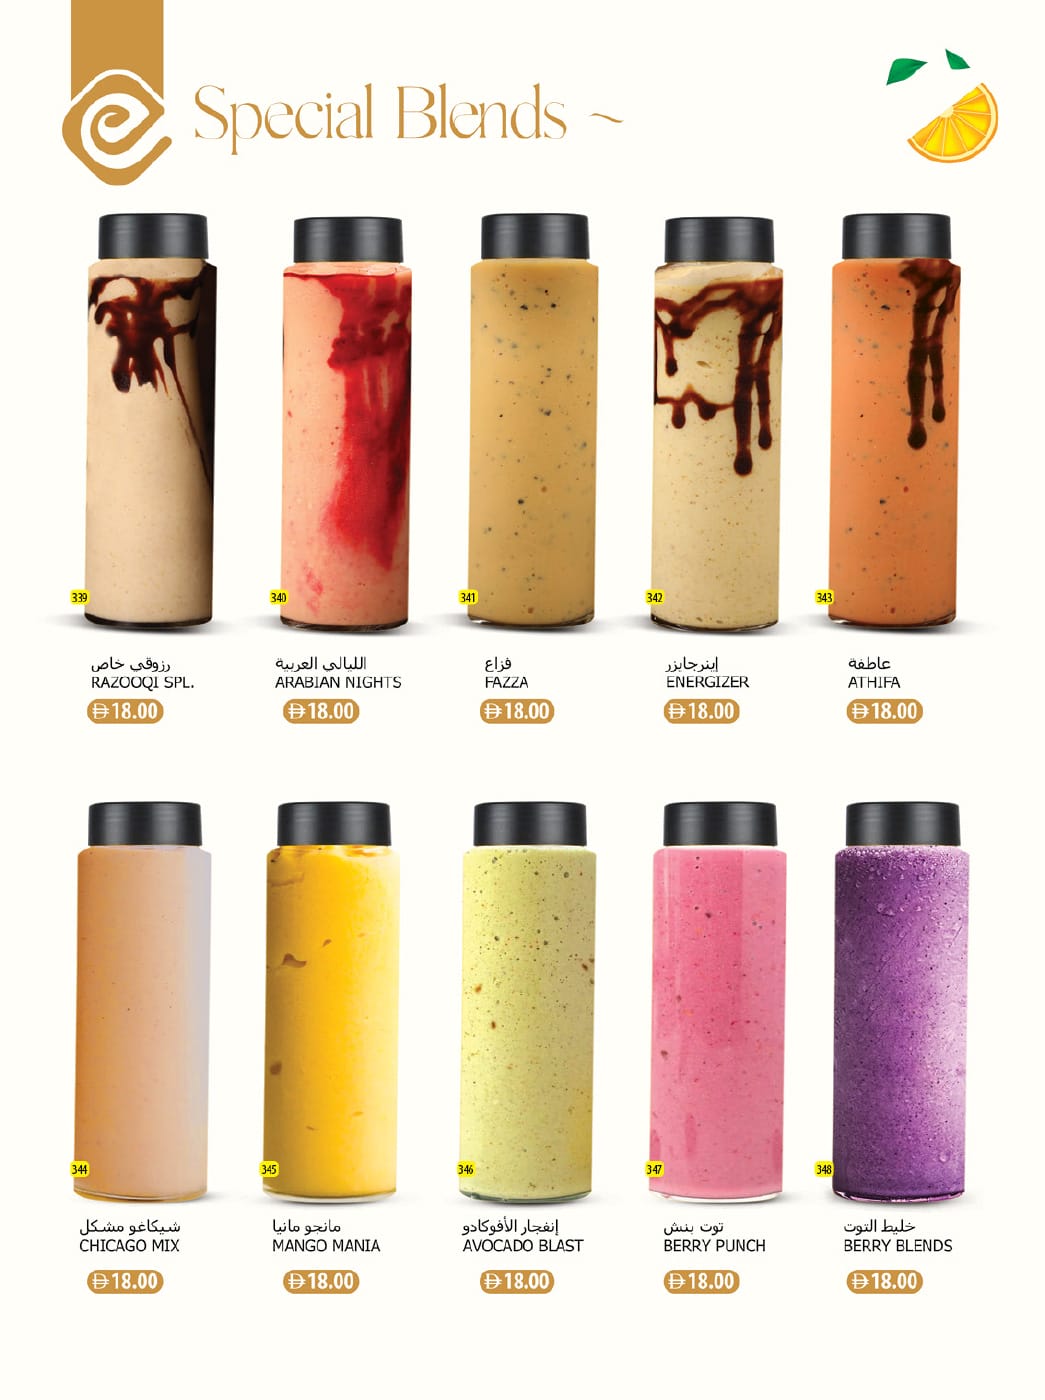 Special Blends ~
339
340
341
342
343
رزوقي خاص
RAZOOQI SPL.
18.00
الليالي العربية
ARABIAN NIGHTS
18.00
فزاع
FAZZA
18.00
إينرجايزر
ENERGIZER
18.00
عاطفة
ATHIFA
18.00
344
345
346
347
348
شيكاغو مشكل
CHICAGO MIX
18.00
مانجو مانيا
MANGO MANIA
18.00
إنفجار الأفوكادو
AVOCADO BLAST
18.00
توت بنش
BERRY PUNCH
18.00
خليط التوت
BERRY BLENDS
18.00